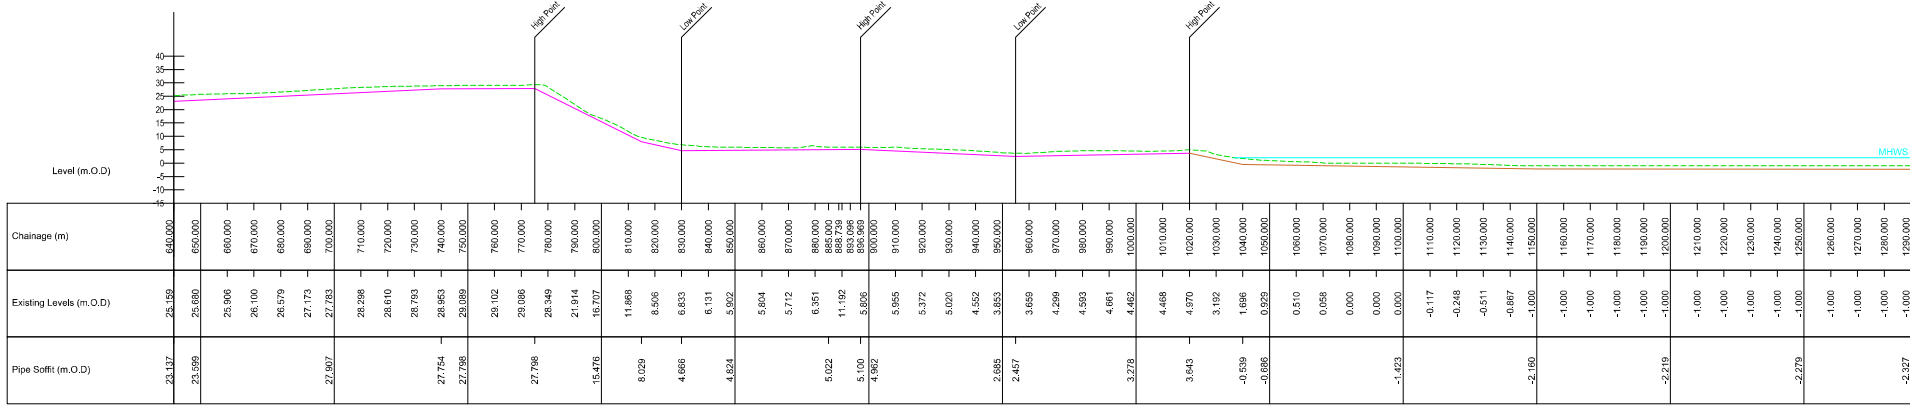 High Point
Low Point
High Point
Low Point
High Point
40
35
30
25
20
15
10
5
0
-5
-10
-15
Level (m.O.D)
MHWS
Chainage (m) 640.000 650.000 660.000 670.000 680.000 690.000 700.000 710.000 720.000 730.000 740.000 750.000 760.000 770.000 780.000 790.000 800.000 810.000 820.000 830.000 840.000 850.000 860.000 870.000 880.000 885.000 888.739 893.096 896.969 900.000 910.000 920.000 930.000 940.000 950.000 960.000 970.000 980.000 990.000 1000.000 1010.000 1020.000 1030.000 1040.000 1050.000 1060.000 1070.000 1080.000 1090.000 1100.000 1110.000 1120.000 1130.000 1140.000 1150.000 1160.000 1170.000 1180.000 1190.000 1200.000 1210.000 1220.000 1230.000 1240.000 1250.000 1260.000 1270.000 1280.000 1290.000
Existing Levels (m.O.D) 25.159 25.680 25.906 26.100 26.579 27.173 27.783 28.298 28.610 28.793 28.953 29.089 29.102 29.086 28.349 21.914 16.707 11.868 8.506 6.833 6.131 5.902 5.804 5.712 6.351 11.192 5.806 5.955 5.372 5.020 4.552 3.853 3.659 4.299 4.593 4.661 4.462 4.468 4.970 3.192 1.696 0.929 0.510 0.058 0.000 0.000 0.000 -0.117 -0.248 -0.511 -0.867 -1.000 -1.000 -1.000 -1.000 -1.000 -1.000 -1.000 -1.000 -1.000 -1.000 -1.000 -1.000 -1.000 -1.000 -1.000
Pipe Soffit (m.O.D) 23.137 23.599 27.907 27.754 27.798 27.798 15.476 8.029 4.666 4.824 5.022 5.100 4.962 2.685 2.457 3.278 3.643 -0.539 -0.686 -1.423 -2.160 -2.219 -2.279 -2.327